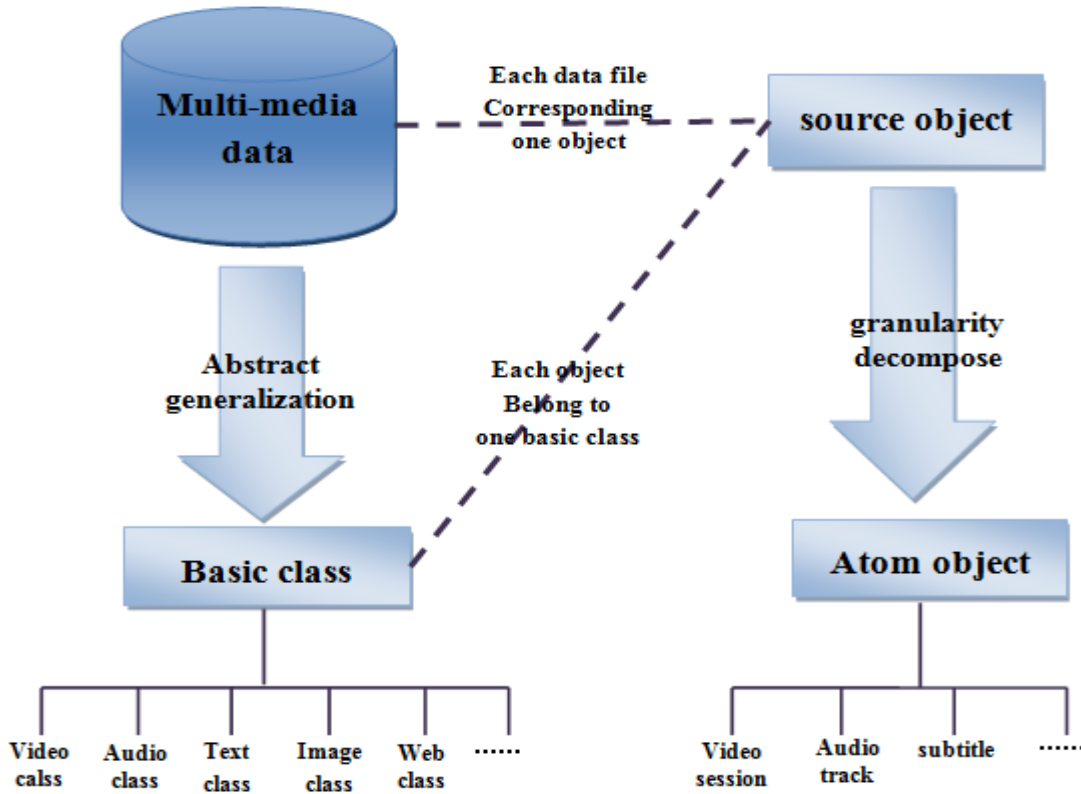 Multi-media
data
Each data file
Corresponding
one object
source object
Abstract
generalization
Each object
Belong to
one basic class
granularity
decompose
Basic class
Atom object
Video
calss
Audio
class
Text
class
Image
class
Web
class
......
Video
session
Audio
track
subtitle
......